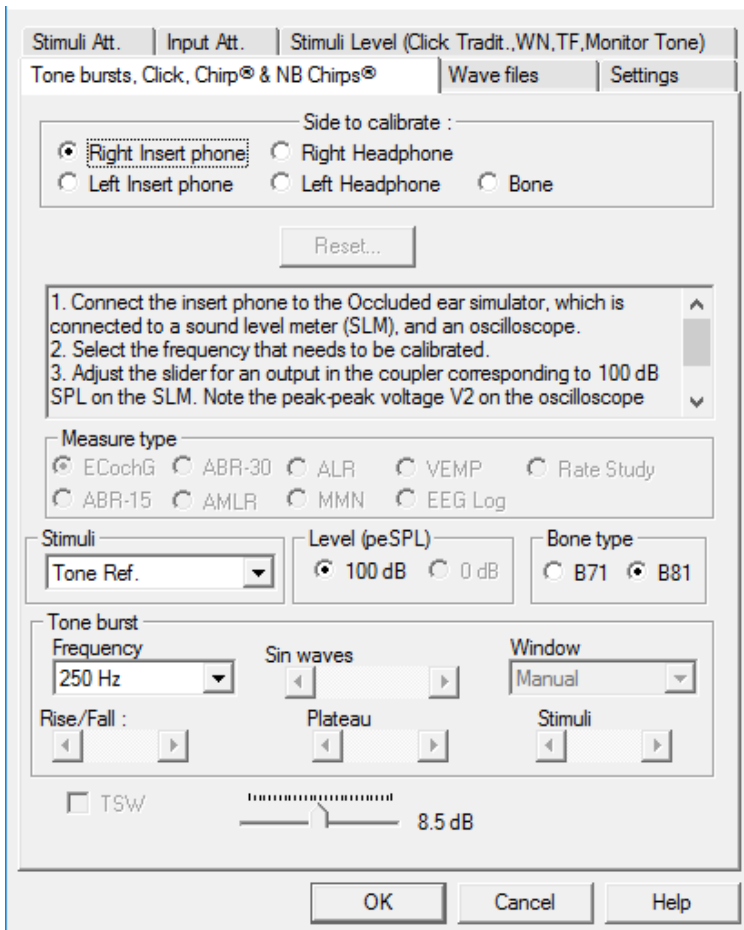 Stimuli Att. Input Att. Stimuli Level (Click Tradit.,WN,TF,Monitor Tone)
Tone bursts, Click, Chirp® & NB Chirps® Wave files Settings
Side to calibrate :
Right Insert phone Right Headphone
Left Insert phone Left Headphone Bone
Reset...
1. Connect the insert phone to the Occluded ear simulator, which is
connected to a sound level meter (SLM), and an oscilloscope.
2. Select the frequency that needs to be calibrated.
3. Adjust the slider for an output in the coupler corresponding to 100 dB
SPL on the SLM. Note the peak-peak voltage V2 on the oscilloscope
Measure type
ECochG ABR-30 ALR VEMP Rate Study
ABR-15 AMLR MMN EEG Log
Stimuli Level (peSPL) Bone type
Tone Ref. 100 dB 0 dB B71 B81
Tone burst
Frequency Sin waves Window
250 Hz Manual
Rise/Fall : Plateau Stimuli
TSW 8.5 dB
OK Cancel Help